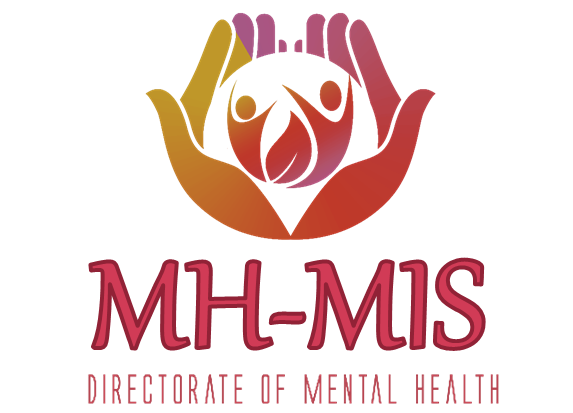 MH-MIS
DIRECTORATE OF MENTAL HEALTH